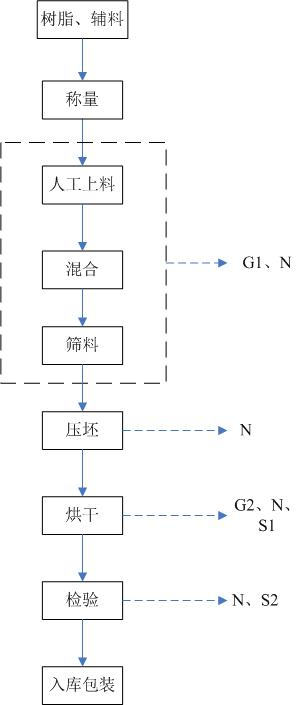 树脂、辅料
称量
人工上料
混合
G1、N
筛料
压坯
N
烘干
G2、N、
S1
检验
N、S2
入库包装